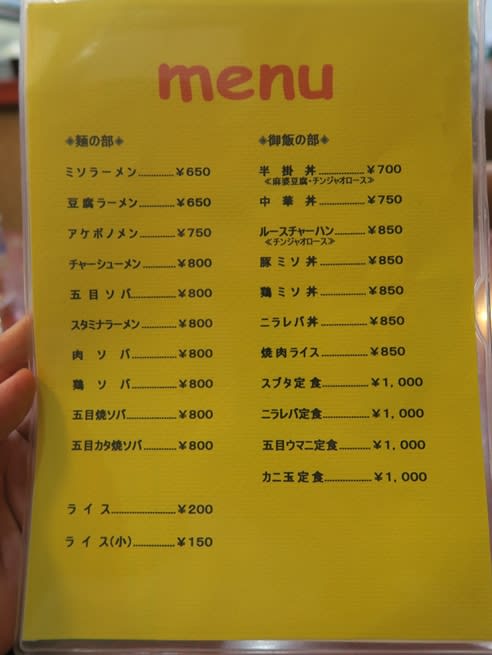 menu
◈麺の部◈
ミソラーメン............¥650
豆腐ラーメン............¥650
アケボノメン............¥750
チャーシューメン...........¥800
五目ソバ..............¥800
スタミナラーメン...........¥800
肉ソバ............¥800
鶏ソバ............¥800
五目焼ソバ.............¥800
五目カタ焼ソバ...........¥800
ライス......................¥200
ライス(小)..............¥150
◈御飯の部◈
半掛丼...............¥700
≪麻婆豆腐・チンジャオロース≫
中華丼...............¥750
ルースチャーハン...........¥850
≪チンジャオロース≫
豚ミソ丼...............¥850
鶏ミソ丼...............¥850
ニラレバ丼................¥850
焼肉ライス................¥850
スブタ定食................¥1,000
ニラレバ定食................¥1,000
五目ウマニ定食...........¥1,000
カニ玉定食................¥1,000